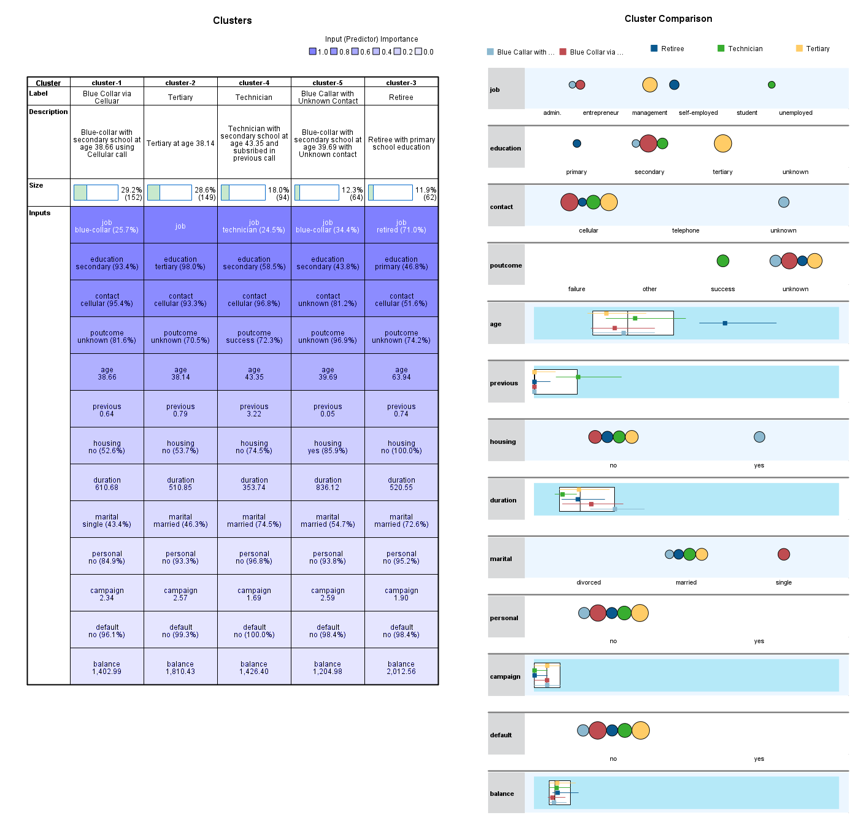 Clusters
Input (Predictor) Importance
1.0 0.8 0.6 0.4 0.2 0.0
Cluster cluster-1 cluster-2 cluster-4 cluster-5 cluster-3
Label Blue Collar via Celluar Tertiary Technician Blue Callar with Unknown Contact Retiree
Description Blue-collar with secondary school at age 38.66 using Cellular call Tertiary at age 38.14 Technician with secondary school at age 43.35 and subsribed in previous call Blue-collar with secondary school at age 39.69 with Unknown contact Retiree with primary school education
Size 29.2% (152) 28.6% (149) 18.0% (94) 12.3% (64) 11.9% (62)
Inputs
job blue-collar (25.7%) job job technician (24.5%) job blue-collar (34.4%) job retired (71.0%)
education secondary (93.4%) education tertiary (98.0%) education secondary (58.5%) education secondary (43.8%) education primary (46.8%)
contact cellular (95.4%) contact cellular (93.3%) contact cellular (96.8%) contact unknown (81.2%) contact cellular (51.6%)
poutcome unknown (81.6%) poutcome unknown (70.5%) poutcome success (72.3%) poutcome unknown (96.9%) poutcome unknown (74.2%)
age 38.66 age 38.14 age 43.35 age 39.69 age 63.94
previous 0.64 previous 0.79 previous 3.22 previous 0.05 previous 0.74
housing no (52.6%) housing no (53.7%) housing no (74.5%) housing yes (85.9%) housing no (100.0%)
duration 610.68 duration 510.85 duration 353.74 duration 836.12 duration 520.55
marital single (43.4%) marital married (46.3%) marital married (74.5%) marital married (54.7%) marital married (72.6%)
personal no (84.9%) personal no (93.3%) personal no (96.8%) personal no (93.8%) personal no (95.2%)
campaign 2.34 campaign 2.57 campaign 1.69 campaign 2.59 campaign 1.90
default no (96.1%) default no (99.3%) default no (100.0%) default no (98.4%) default no (98.4%)
balance 1,402.99 balance 1,810.43 balance 1,426.40 balance 1,204.98 balance 2,012.56
Cluster Comparison
Blue Callar with ... Blue Collar via ... Retiree Technician Tertiary
job
admin. entrepreneur management self-employed student unemployed
education
primary secondary tertiary unknown
contact
cellular telephone unknown
poutcome
failure other success unknown
age
previous
housing
no yes
duration
marital
divorced married single
personal
no yes
campaign
default
no yes
balance